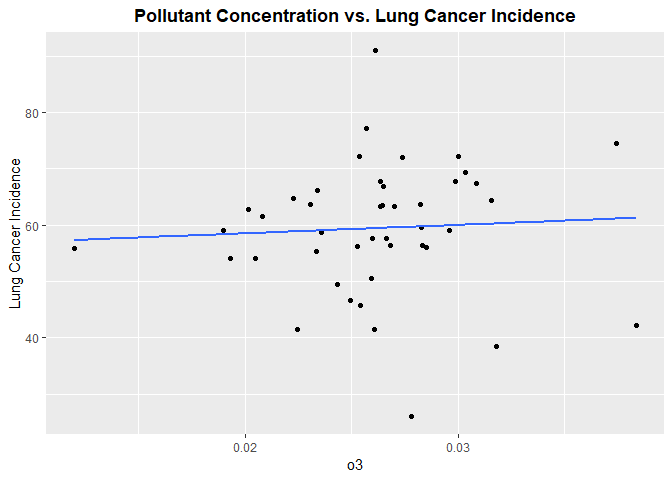 Pollutant Concentration vs. Lung Cancer Incidence
Lung Cancer Incidence
80
60
40
0.02
0.03
o3